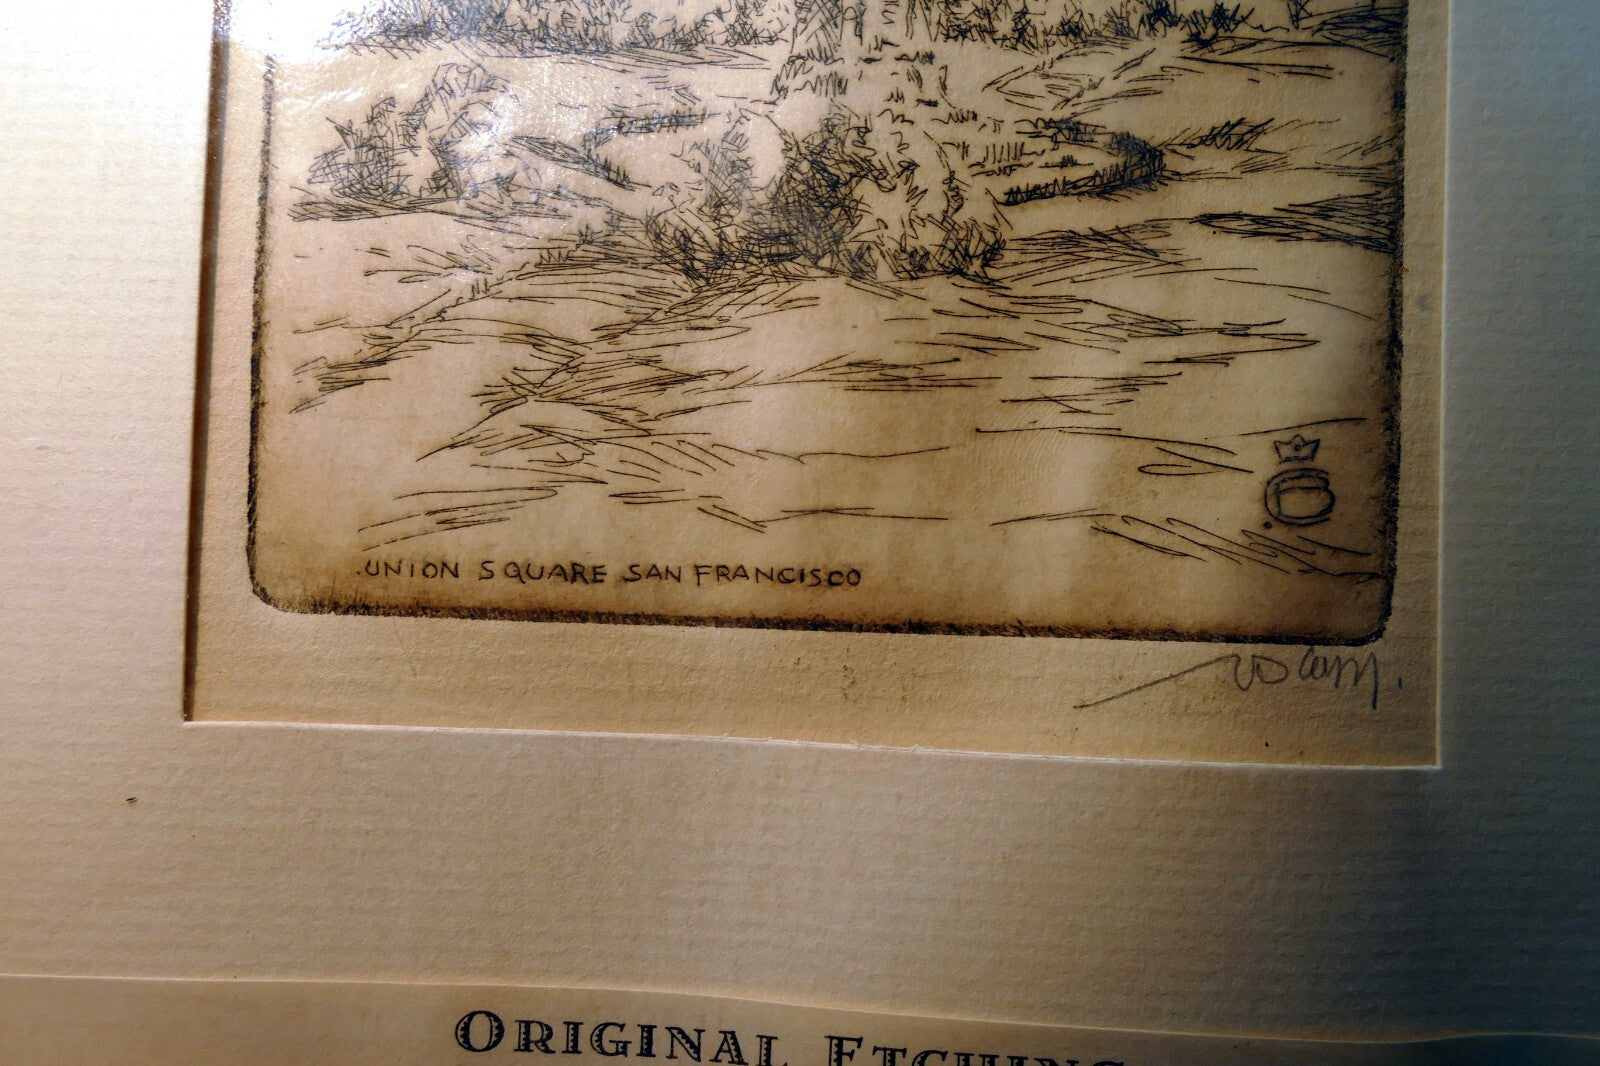 .UNION SQUARE SAN FRANCISCO
ORIGINAL ETCHING